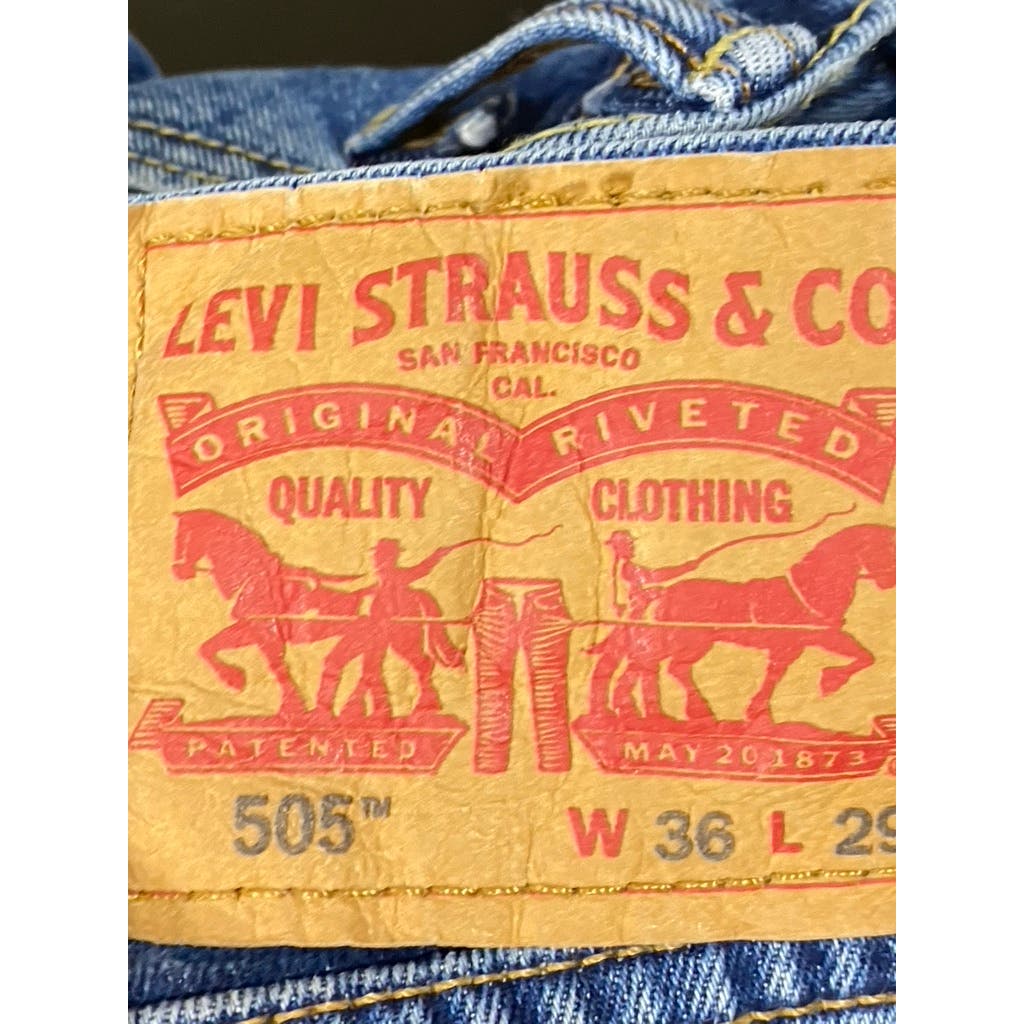 LEVI STRAUSS & CO
SAN FRANCISCO
CAL.
ORIGINAL RIVETED
QUALITY CLOTHING
PATENTED MAY 20 1873
505™ W 36 L 29